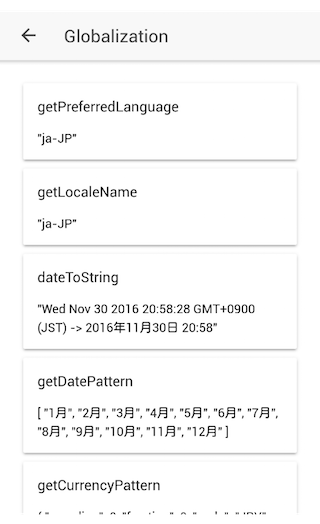 Globalization
getPreferredLanguage
"ja-JP"
getLocaleName
"ja-JP"
dateToString
"Wed Nov 30 2016 20:58:28 GMT+0900
(JST) -> 2016年11月30日 20:58"
getDatePattern
[ "1月", "2月", "3月", "4月", "5月", "6月", "7月",
"8月", "9月", "10月", "11月", "12月" ]
getCurrencyPattern